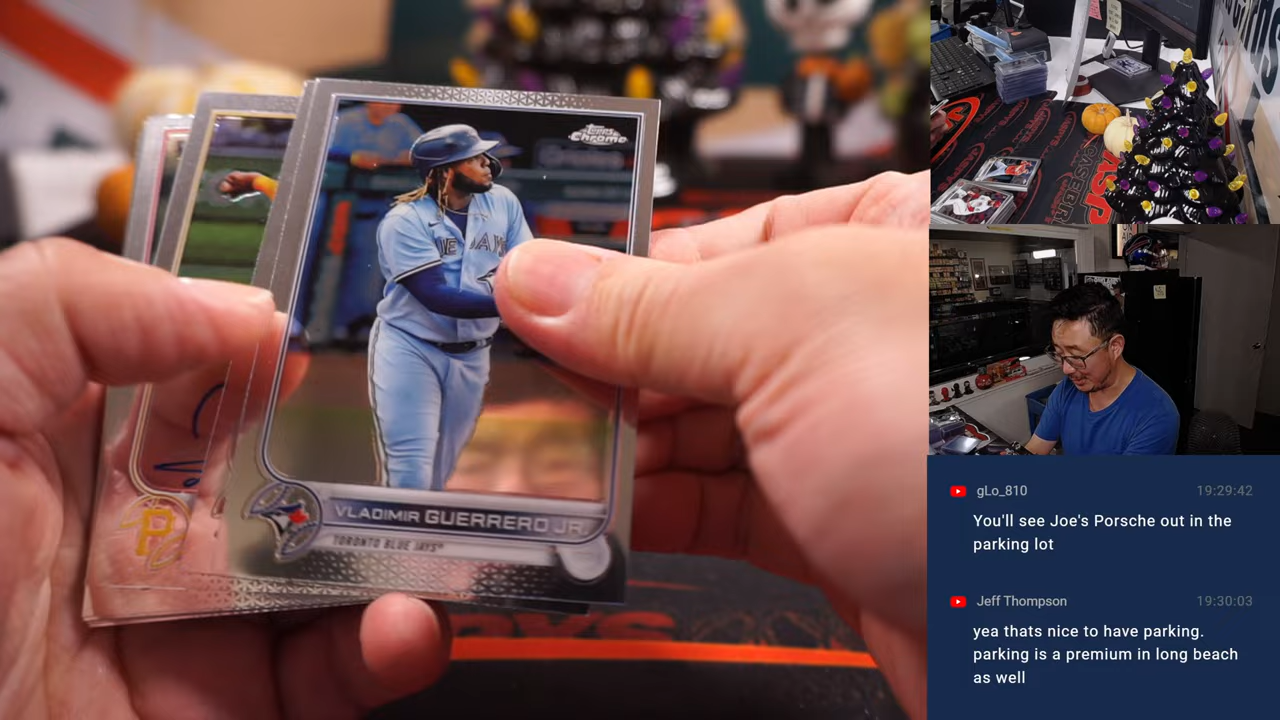 Topps
Chrome
VLADIMIR GUERRERO JR
TORONTO BLUE JAYS
P
gLo_810 19:29:42
You'll see Joe's Porsche out in the
parking lot
Jeff Thompson 19:30:03
yea thats nice to have parking.
parking is a premium in long beach
as well